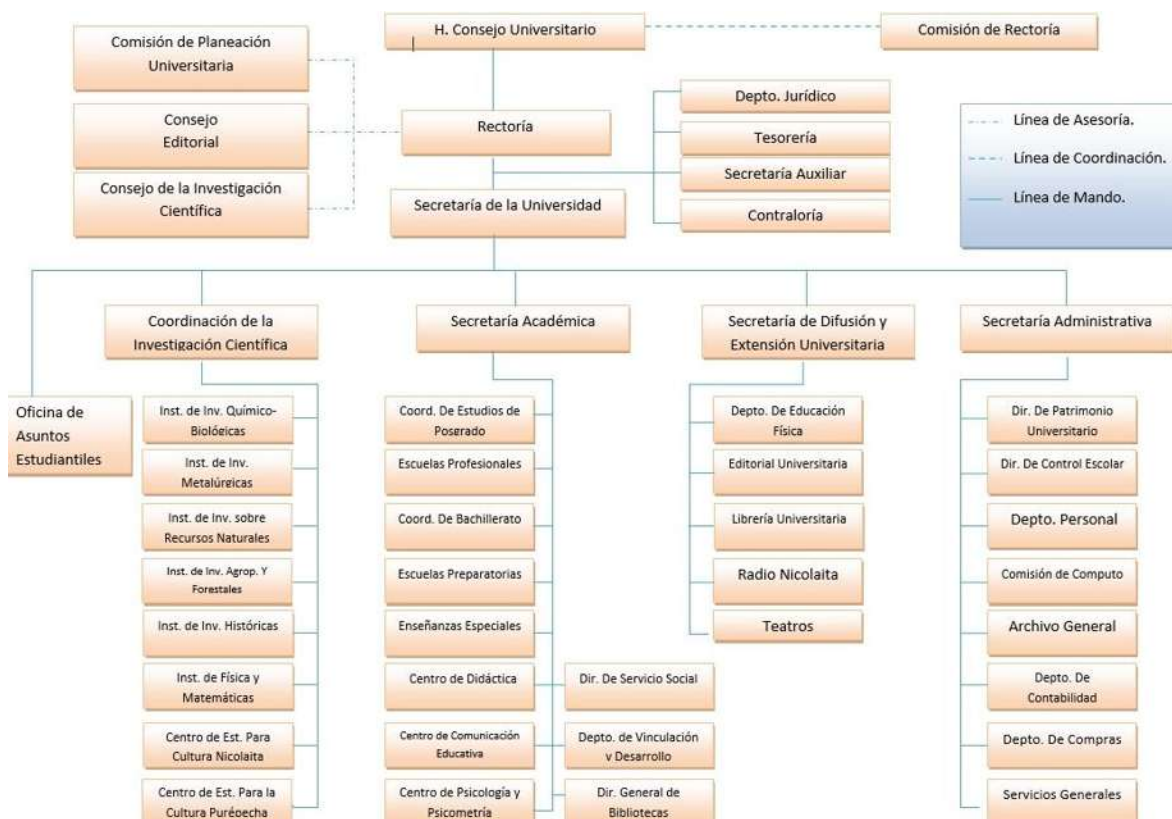 H. Consejo Universitario
Comisión de Rectoría
Comisión de Planeación
Universitaria
Consejo
Editorial
Consejo de la Investigación
Científica
Rectoría
Secretaría de la Universidad
Depto. Jurídico
Tesorería
Secretaría Auxiliar
Contraloría
Línea de Asesoría.
Línea de Coordinación.
Línea de Mando.
Oficina de
Asuntos
Estudiantiles
Coordinación de la
Investigación Científica
Inst. de Inv. Químico-
Biológicas
Inst. de Inv.
Metalúrgicas
Inst. de Inv. sobre
Recursos Naturales
Inst. de Inv. Agrop. Y
Forestales
Inst. de Inv. Históricas
Inst. de Física y
Matemáticas
Centro de Est. Para
Cultura Nicolaita
Centro de Est. Para la
Cultura Purépecha
Secretaría Académica
Coord. De Estudios de
Posgrado
Escuelas Profesionales
Coord. De Bachillerato
Escuelas Preparatorias
Enseñanzas Especiales
Centro de Didáctica
Centro de Comunicación
Educativa
Centro de Psicología y
Psicometría
Dir. De Servicio Social
Depto. de Vinculación
y Desarrollo
Dir. General de
Bibliotecas
Secretaría de Difusión y
Extensión Universitaria
Depto. De Educación
Física
Editorial Universitaria
Librería Universitaria
Radio Nicolaita
Teatros
Secretaría Administrativa
Dir. De Patrimonio
Universitario
Dir. De Control Escolar
Depto. Personal
Comisión de Computo
Archivo General
Depto. De
Contabilidad
Depto. De Compras
Servicios Generales